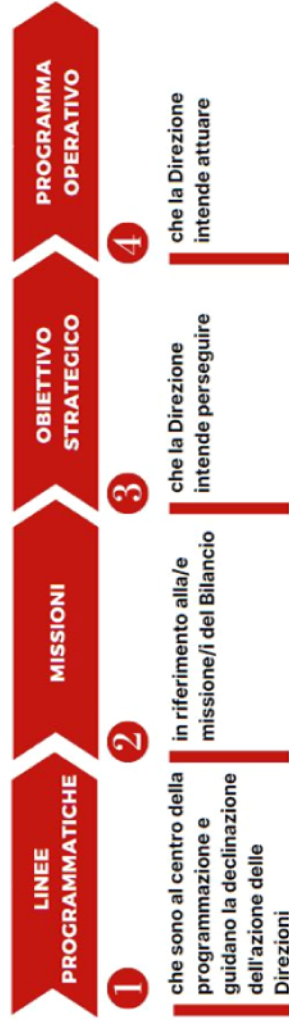 LINEE
PROGRAMMATICHE
1
che sono al centro della
programmazione e
guidano la declinazione
dell'azione delle
Direzioni
MISSIONI
2
in riferimento alla/e
missione/i del Bilancio
OBIETTIVO
STRATEGICO
3
che la Direzione
intende perseguire
PROGRAMMA
OPERATIVO
4
che la Direzione
intende attuare